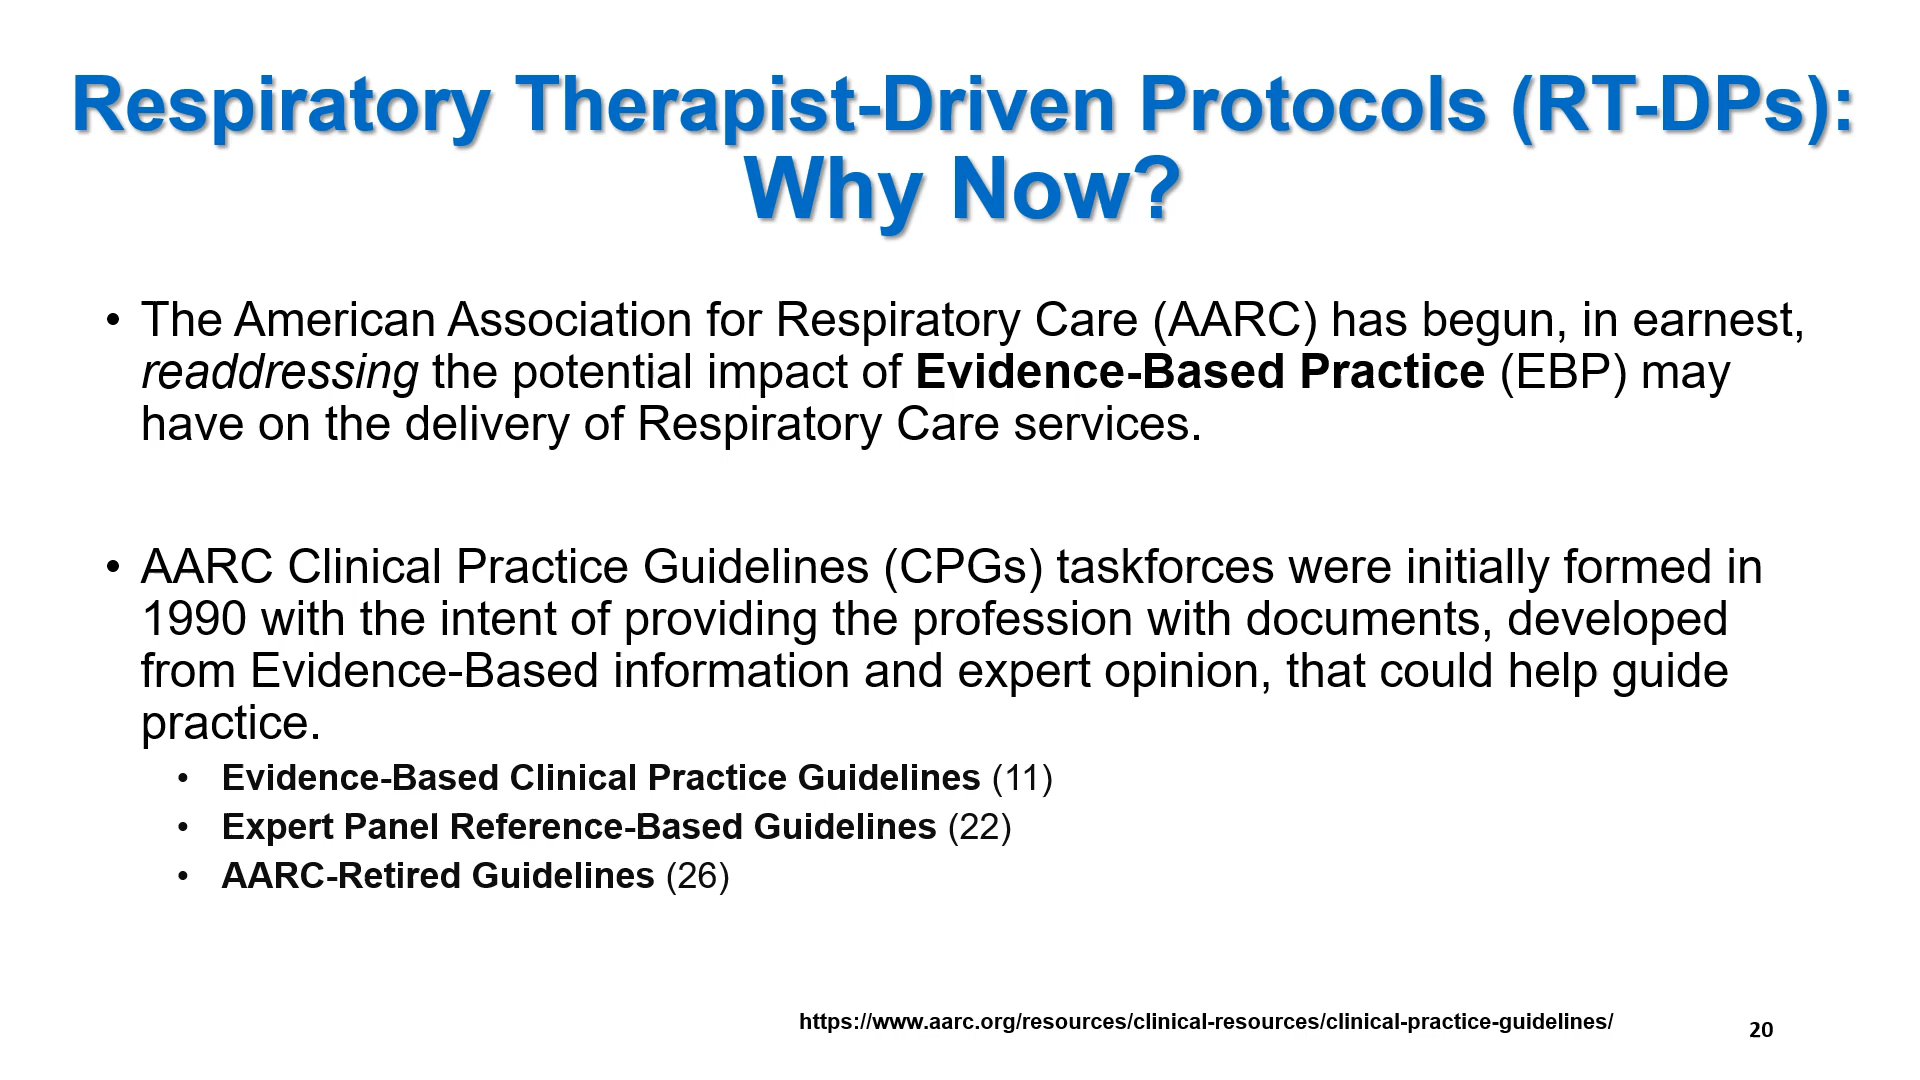 Respiratory Therapist-Driven Protocols (RT-DPs):
Why Now?
• The American Association for Respiratory Care (AARC) has begun, in earnest,
readdressing the potential impact of Evidence-Based Practice (EBP) may
have on the delivery of Respiratory Care services.
• AARC Clinical Practice Guidelines (CPGs) taskforces were initially formed in
1990 with the intent of providing the profession with documents, developed
from Evidence-Based information and expert opinion, that could help guide
practice.
• Evidence-Based Clinical Practice Guidelines (11)
• Expert Panel Reference-Based Guidelines (22)
• AARC-Retired Guidelines (26)
https://www.aarc.org/resources/clinical-resources/clinical-practice-guidelines/
20